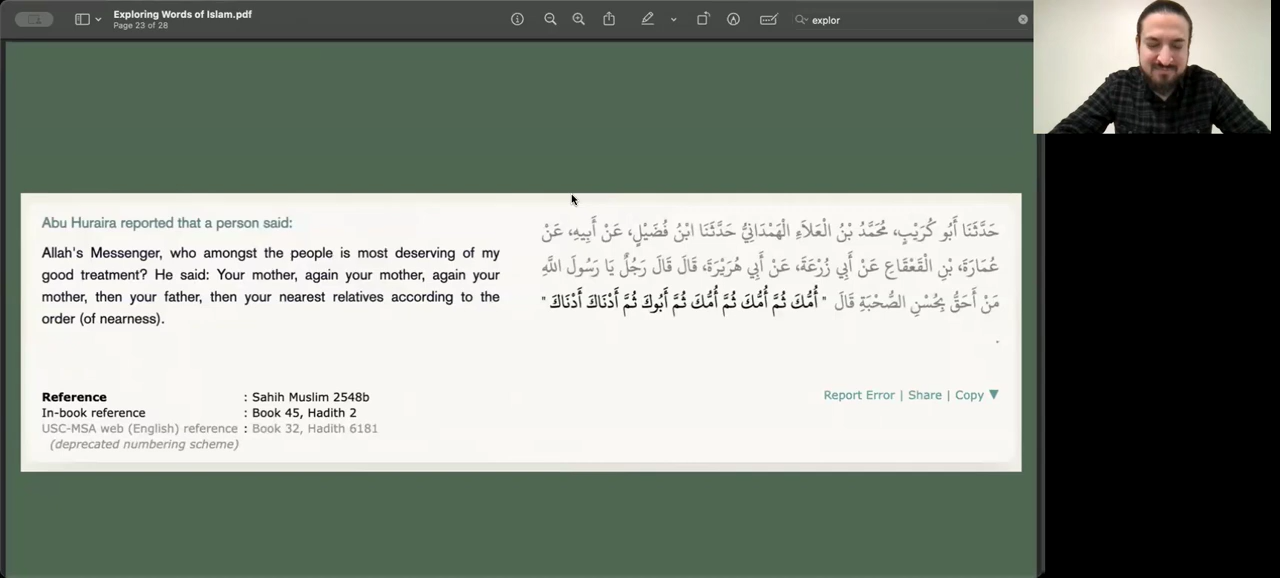 Exploring Words of Islam.pdf
Page 23 of 28
explor
Abu Huraira reported that a person said:
Allah's Messenger, who amongst the people is most deserving of my
good treatment? He said: Your mother, again your mother, again your
mother, then your father, then your nearest relatives according to the
order (of nearness).
حَدَّثَنَا أَبُو كُرَيْبٍ، مُحَمَّدُ بْنُ الْعَلاَءِ الْهَمْدَانِيُّ حَدَّثَنَا ابْنُ فُضَيْلٍ، عَنْ أَبِيهِ، عَنْ
عُمَارَةَ، بْنِ الْقَعْقَاعِ عَنْ أَبِي زُرْعَةَ، عَنْ أَبِي هُرَيْرَةَ، قَالَ قَالَ رَجُلٌ يَا رَسُولَ اللَّهِ
مَنْ أَحَقُّ بِحُسْنِ الصُّحْبَةِ قَالَ " أُمُّكَ ثُمَّ أُمُّكَ ثُمَّ أُمُّكَ ثُمَّ أَبُوكَ ثُمَّ أَدْنَاكَ أَدْنَاكَ "
.
Reference : Sahih Muslim 2548b
In-book reference : Book 45, Hadith 2
USC-MSA web (English) reference : Book 32, Hadith 6181
(deprecated numbering scheme)
Report Error | Share | Copy ▼